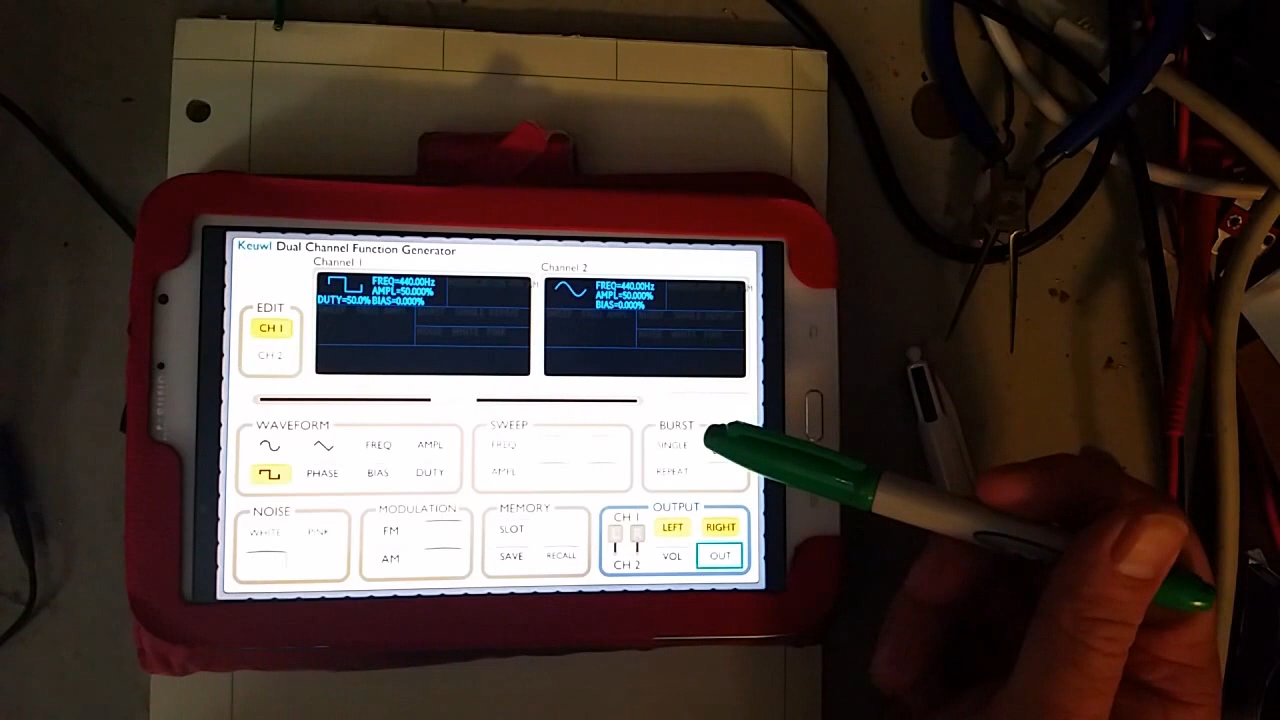 Keuwl Dual Channel Function Generator
Channel 1
Channel 2
FREQ=440.00Hz
AMPL=50.000%
DUTY=50.0% BIAS=0.000%
FREQ=440.00Hz
AMPL=50.000%
BIAS=0.000%
EDIT
CH 1
CH 2
WAVEFORM
FREQ AMPL
PHASE BIAS DUTY
SWEEP
FREQ
AMPL
BURST
SINGLE
REPEAT
NOISE
WHITE PINK
MODULATION
FM
AM
MEMORY
SLOT
SAVE RECALL
OUTPUT
CH 1 LEFT RIGHT
CH 2 VOL OUT